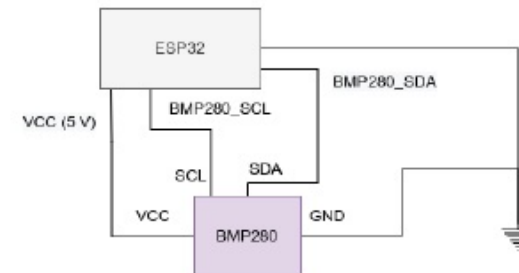 ESP32
BMP280_SDA
BMP280_SCL
VCC (5 V)
SCL
SDA
VCC
GND
BMP280